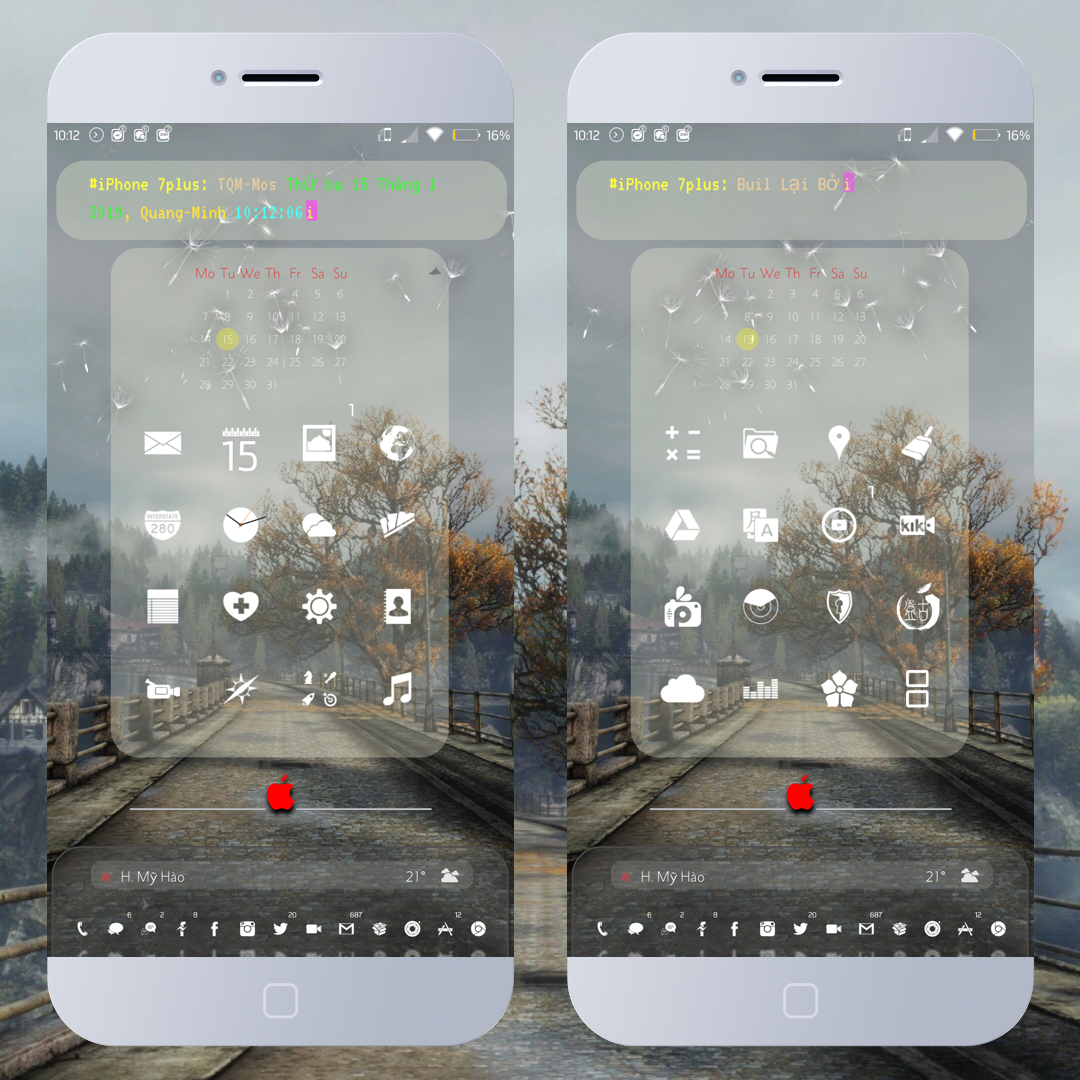 10:12 16%
#iPhone 7plus: TQM-Mos Thứ Ba 15 Tháng 1
2019, Quang-Minh 10:12:06 i
Mo Tu We Th Fr Sa Su
1 2 3 4 5 6
7 8 9 10 11 12 13
14 15 16 17 18 19 20
21 22 23 24 25 26 27
28 29 30 31
1
15
INTERSTATE
280
H. Mỹ Hào 21°
6 2 8 20 687 12
10:12 16%
#iPhone 7plus: Buil Lại BỞ i
Mo Tu We Th Fr Sa Su
1 2 3 4 5 6
8 9 10 11 12 13
14 15 16 17 18 19 20
21 22 23 24 25 26 27
29 30 31
1
A
kik
H. Mỹ Hào 21°
6 2 8 20 687 12